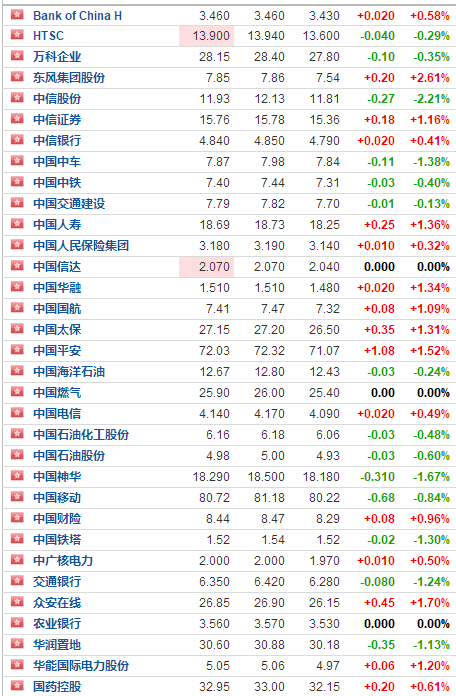 Bank of China H 3.460 3.460 3.430 +0.020 +0.58%
HTSC 13.900 13.940 13.600 -0.040 -0.29%
万科企业 28.15 28.40 27.80 -0.10 -0.35%
东风集团股份 7.85 7.86 7.54 +0.20 +2.61%
中信股份 11.93 12.13 11.81 -0.27 -2.21%
中信证券 15.76 15.78 15.36 +0.18 +1.16%
中信银行 4.840 4.850 4.790 +0.020 +0.41%
中国中车 7.87 7.98 7.84 -0.11 -1.38%
中国中铁 7.40 7.44 7.31 -0.03 -0.40%
中国交通建设 7.79 7.82 7.70 -0.01 -0.13%
中国人寿 18.69 18.73 18.25 +0.25 +1.36%
中国人民保险集团 3.180 3.190 3.140 +0.010 +0.32%
中国信达 2.070 2.070 2.040 0.000 0.00%
中国华融 1.510 1.510 1.480 +0.020 +1.34%
中国国航 7.41 7.47 7.32 +0.08 +1.09%
中国太保 27.15 27.20 26.50 +0.35 +1.31%
中国平安 72.03 72.32 71.07 +1.08 +1.52%
中国海洋石油 12.67 12.80 12.43 -0.03 -0.24%
中国燃气 25.90 26.00 25.40 0.00 0.00%
中国电信 4.140 4.170 4.090 +0.020 +0.49%
中国石油化工股份 6.16 6.18 6.06 -0.03 -0.48%
中国石油股份 4.98 5.00 4.93 -0.03 -0.60%
中国神华 18.290 18.500 18.180 -0.310 -1.67%
中国移动 80.72 81.18 80.22 -0.68 -0.84%
中国财险 8.44 8.47 8.29 +0.08 +0.96%
中国铁塔 1.52 1.54 1.52 -0.02 -1.30%
中广核电力 2.000 2.000 1.970 +0.010 +0.50%
交通银行 6.350 6.420 6.280 -0.080 -1.24%
众安在线 26.85 26.90 26.15 +0.45 +1.70%
农业银行 3.560 3.570 3.530 0.000 0.00%
华润置地 30.60 30.88 30.18 -0.35 -1.13%
华能国际电力股份 5.05 5.06 4.97 +0.06 +1.20%
国药控股 32.95 33.00 32.15 +0.20 +0.61%